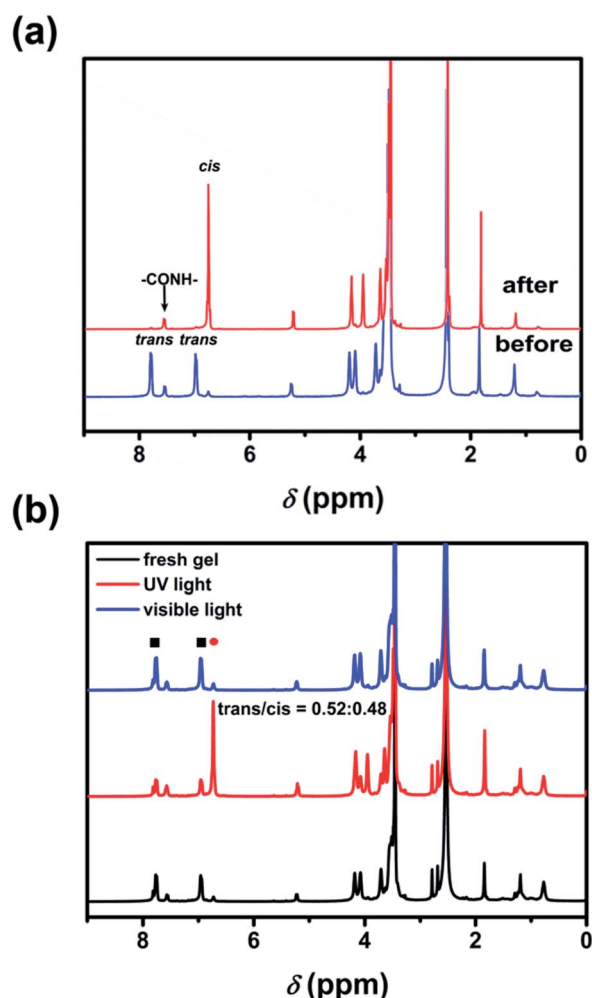 (a)
cis
-CONH-
trans trans
after
before
8 6 4 2 0
δ (ppm)
(b)
fresh gel
UV light
visible light
trans/cis = 0.52:0.48
8 6 4 2 0
δ (ppm)